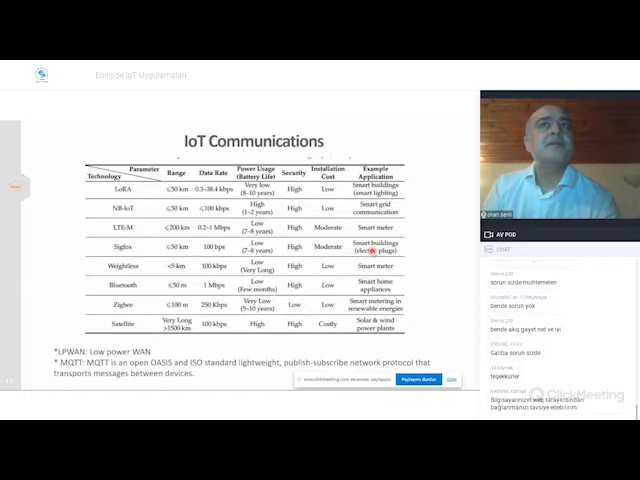 Enerjide IoT Uygulamaları
IoT Communications
Technology Parameter Range Data Rate Power Usage (Battery Life) Security Installation Cost Example Application
LoRA ⩽50 km 0.3–38.4 kbps Very low (8–10 years) High Low Smart buildings (smart lighting)
NB-IoT ⩽50 km ⩽100 kbps High (1–2 years) High Low Smart grid communication
LTE-M ⩽200 km 0.2–1 Mbps Low (7–8 years) High Moderate Smart meter
Sigfox ⩽50 km 100 bps Low (7–8 years) High Moderate Smart buildings (electric plugs)
Weightless <5 km 100 kbps Low (Very Long) High Low Smart meter
Bluetooth ⩽50 m 1 Mbps Low (Few months) High Low Smart home appliances
Zigbee ⩽100 m 250 Kbps Very Low (5–10 years) Low Low Smart metering in renewable energies
Satellite Very Long >1500 km 100 kbps High High Costly Solar & wind power plants
*LPWAN: Low power WAN
* MQTT: MQTT is an open OASIS and ISO standard lightweight, publish-subscribe network protocol that
transports messages between devices.
Paylaşımı durdur
Gizle
AV POD
CHAT
sorun sizde muhtemelen
bende sorun yok
bende akış gayet net ve iyi
Galiba sorun sizde
teşekkürler
Bilgisayarınızın web tarayıcısından
bağlanmanızı tavsiye edebilirim
ClickMeeting